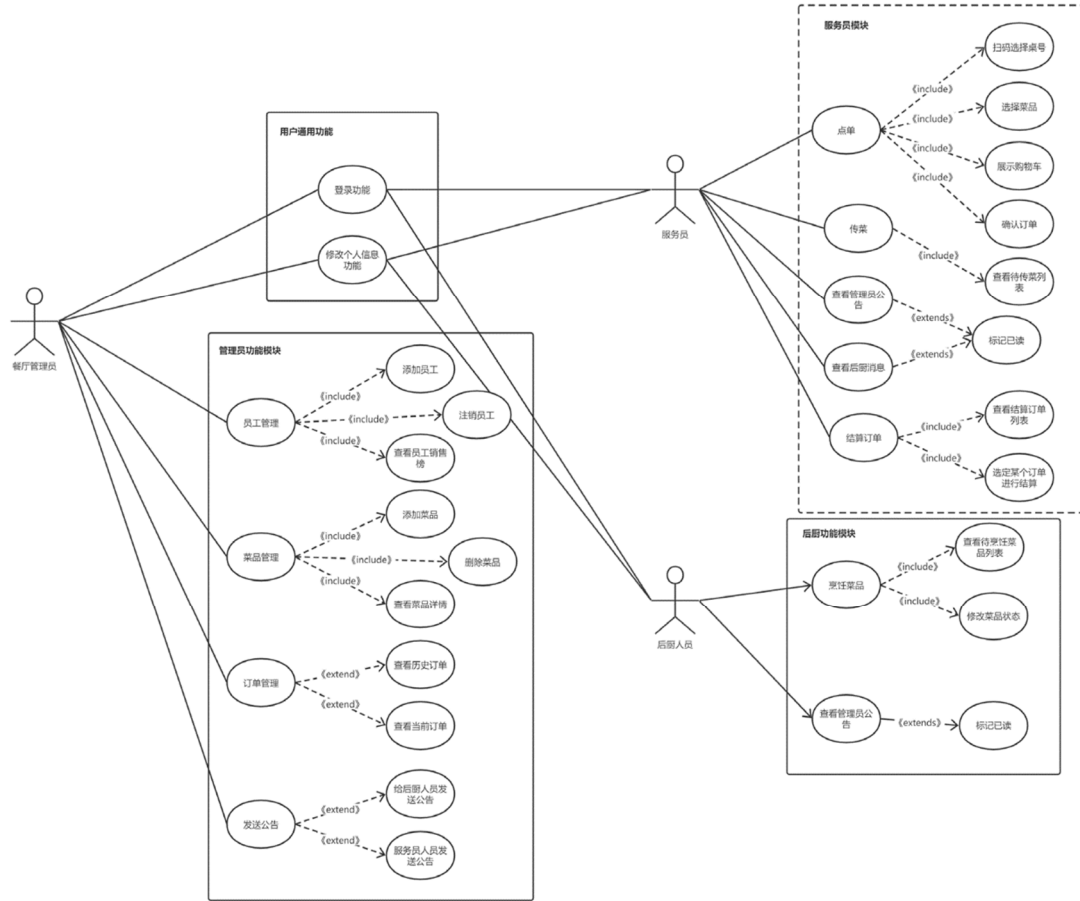 服务员模块
扫码选择桌号
《include》
选择菜品
《include》
点单
《include》
展示购物车
《include》
确认订单
传菜
《include》
查看待传菜列
表
查看管理员公
告
《extends》
标记已读
《extends》
查看后厨消息
结算订单
《include》
查看结算订单
列表
《include》
选定某个订单
进行结算
用户通用功能
登录功能
修改个人信息
功能
服务员
餐厅管理员
管理员功能模块
员工管理
《include》
添加员工
《include》
注销员工
《include》
查看员工销售
榜
菜品管理
《include》
添加菜品
《include》
删除菜品
《include》
查看菜品详情
订单管理
《extend》
查看历史订单
《extend》
查看当前订单
发送公告
《extend》
给后厨人员发
送公告
《extend》
服务员人员发
送公告
后厨人员
后厨功能模块
烹饪菜品
《include》
查看待烹饪菜
品列表
《include》
修改菜品状态
查看管理员公
告
《extends》
标记已读